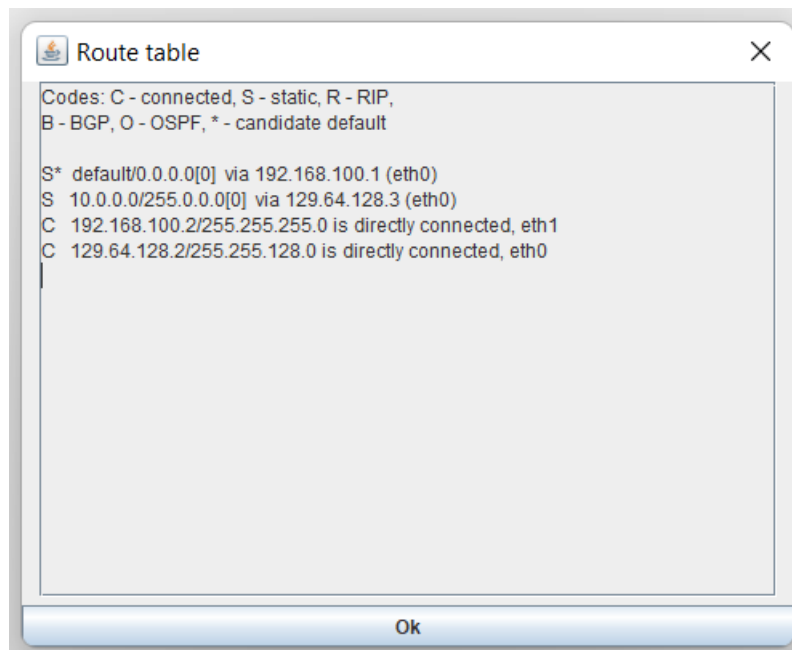 Route table
Codes: C - connected, S - static, R - RIP,
B - BGP, O - OSPF, * - candidate default
S* default/0.0.0.0[0] via 192.168.100.1 (eth0)
S 10.0.0.0/255.0.0.0[0] via 129.64.128.3 (eth0)
C 192.168.100.2/255.255.255.0 is directly connected, eth1
C 129.64.128.2/255.255.128.0 is directly connected, eth0
Ok